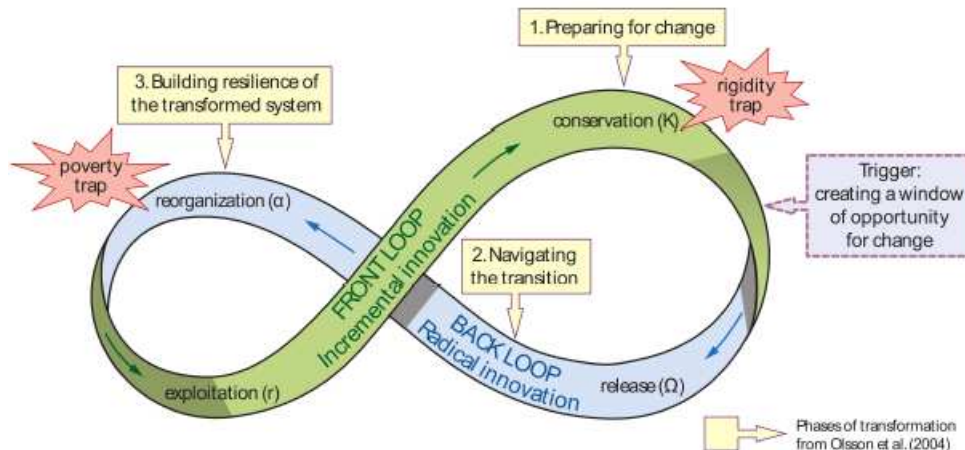 1. Preparing for change
3. Building resilience of
the transformed system
rigidity
trap
conservation (K)
poverty
trap
reorganization (α)
Trigger:
creating a window
of opportunity
for change
FRONT LOOP
Incremental innovation
2. Navigating
the transition
BACK LOOP
Radical innovation
exploitation (r)
release (Ω)
Phases of transformation
from Olsson et al. (2004)